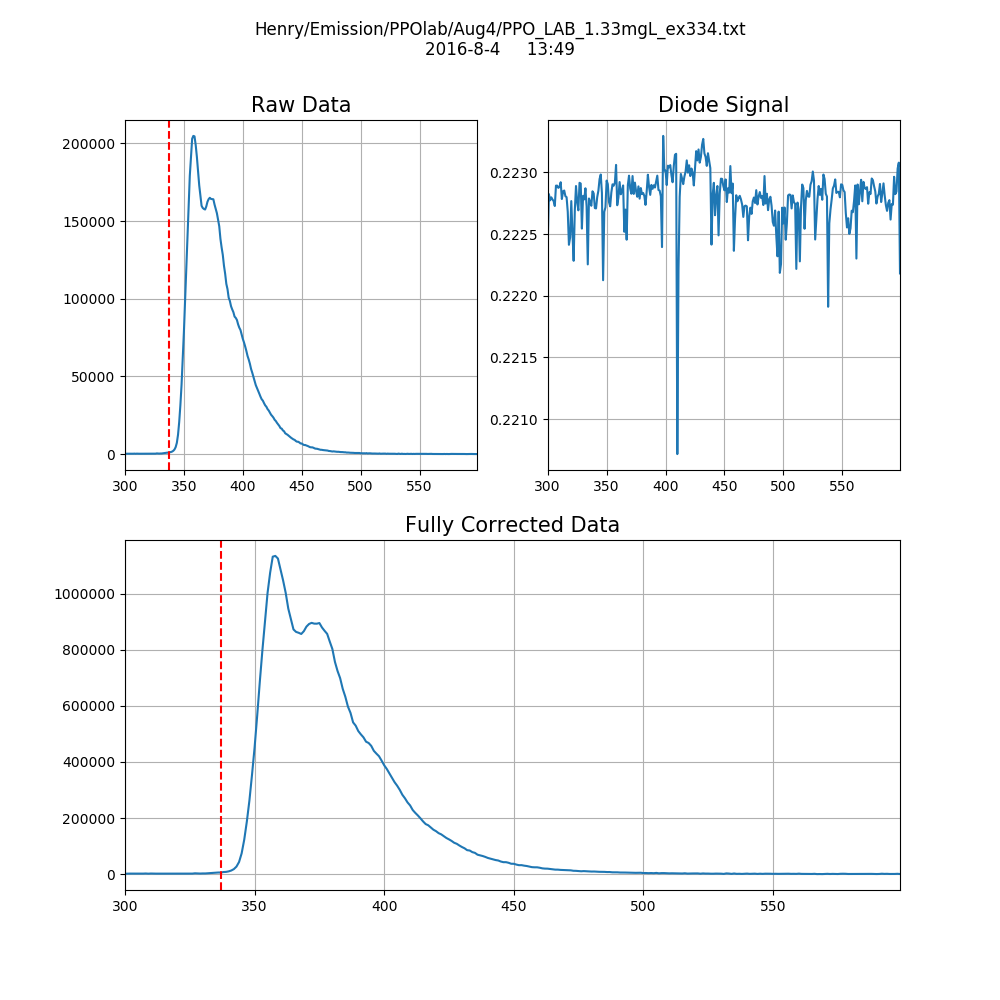 Henry/Emission/PPOlab/Aug4/PPO_LAB_1.33mgL_ex334.txt
2016-8-4 13:49
Raw Data
200000
150000
100000
50000
0
300 350 400 450 500 550
Diode Signal
0.2230
0.2225
0.2220
0.2215
0.2210
300 350 400 450 500 550
Fully Corrected Data
1000000
800000
600000
400000
200000
0
300 350 400 450 500 550